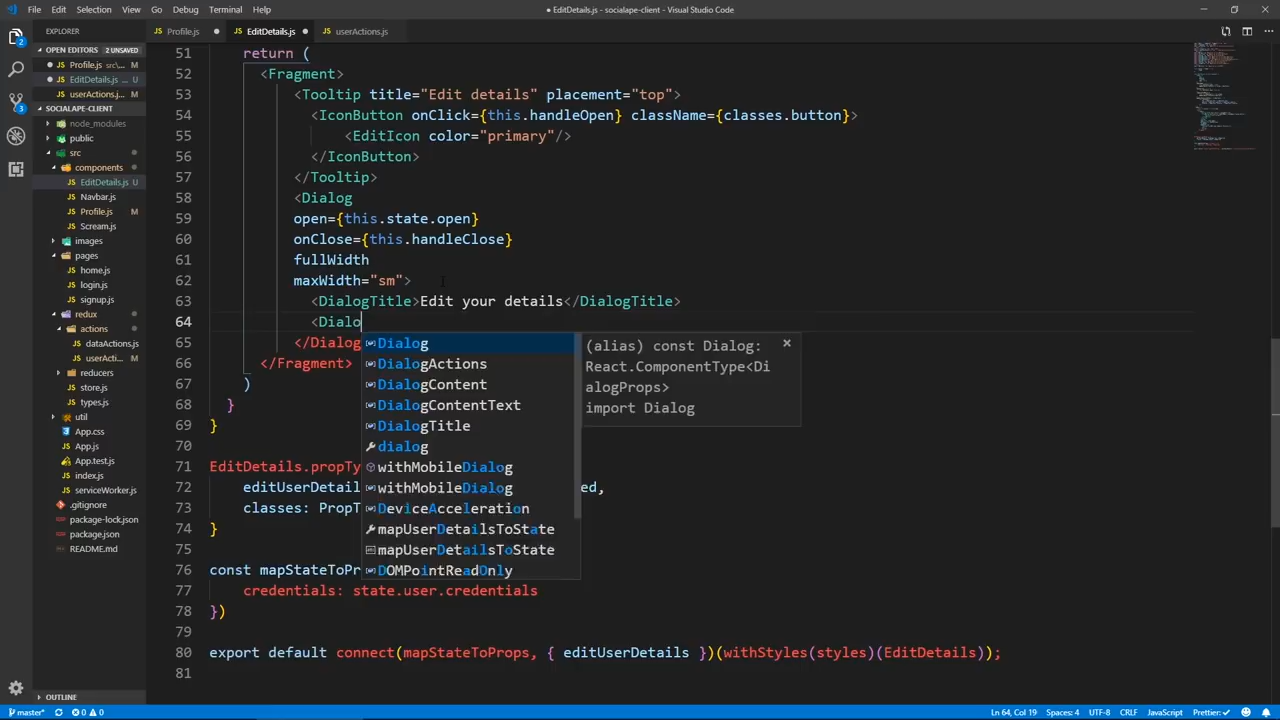 File Edit Selection View Go Debug Terminal Help
EditDetails.js - socialape-client - Visual Studio Code
EXPLORER
OPEN EDITORS 2 UNSAVED
Profile.js src\...
EditDetails.js ...
userActions.j...
SOCIALAPE-CLIENT
node_modules
public
src
components
EditDetails.js U
Navbar.js
Profile.js M
Scream.js
images
pages
home.js
login.js
signup.js
redux
actions
dataActions.js
userActi... M
reducers
store.js
types.js
util
App.css
App.js
App.test.js
index.js
serviceWorker.js
.gitignore
package-lock.json
package.json
README.md
OUTLINE
Profile.js
EditDetails.js
userActions.js
51 return (
52 <Fragment>
53 <Tooltip title="Edit details" placement="top">
54 <IconButton onClick={this.handleOpen} className={classes.button}>
55 <EditIcon color="primary"/>
56 </IconButton>
57 </Tooltip>
58 <Dialog
59 open={this.state.open}
60 onClose={this.handleClose}
61 fullWidth
62 maxWidth="sm">
63 <DialogTitle>Edit your details</DialogTitle>
64 <Dialo
65 </Dialog
66 </Fragment>
67 )
68 }
69 }
70
71 EditDetails.propTy
72 editUserDetail ed,
73 classes: PropT
74 }
75
76 const mapStateToPr
77 credentials: state.user.credentials
78 })
79
80 export default connect(mapStateToProps, { editUserDetails })(withStyles(styles)(EditDetails));
81
Dialog
DialogActions
DialogContent
DialogContentText
DialogTitle
dialog
withMobileDialog
withMobileDialog
DeviceAcceleration
mapUserDetailsToState
mapUserDetailsToState
DOMPointReadOnly
(alias) const Dialog:
React.ComponentType<Di
alogProps>
import Dialog
master* 0 0
Ln 64, Col 19 Spaces: 4 UTF-8 CRLF JavaScript Prettier: ✓